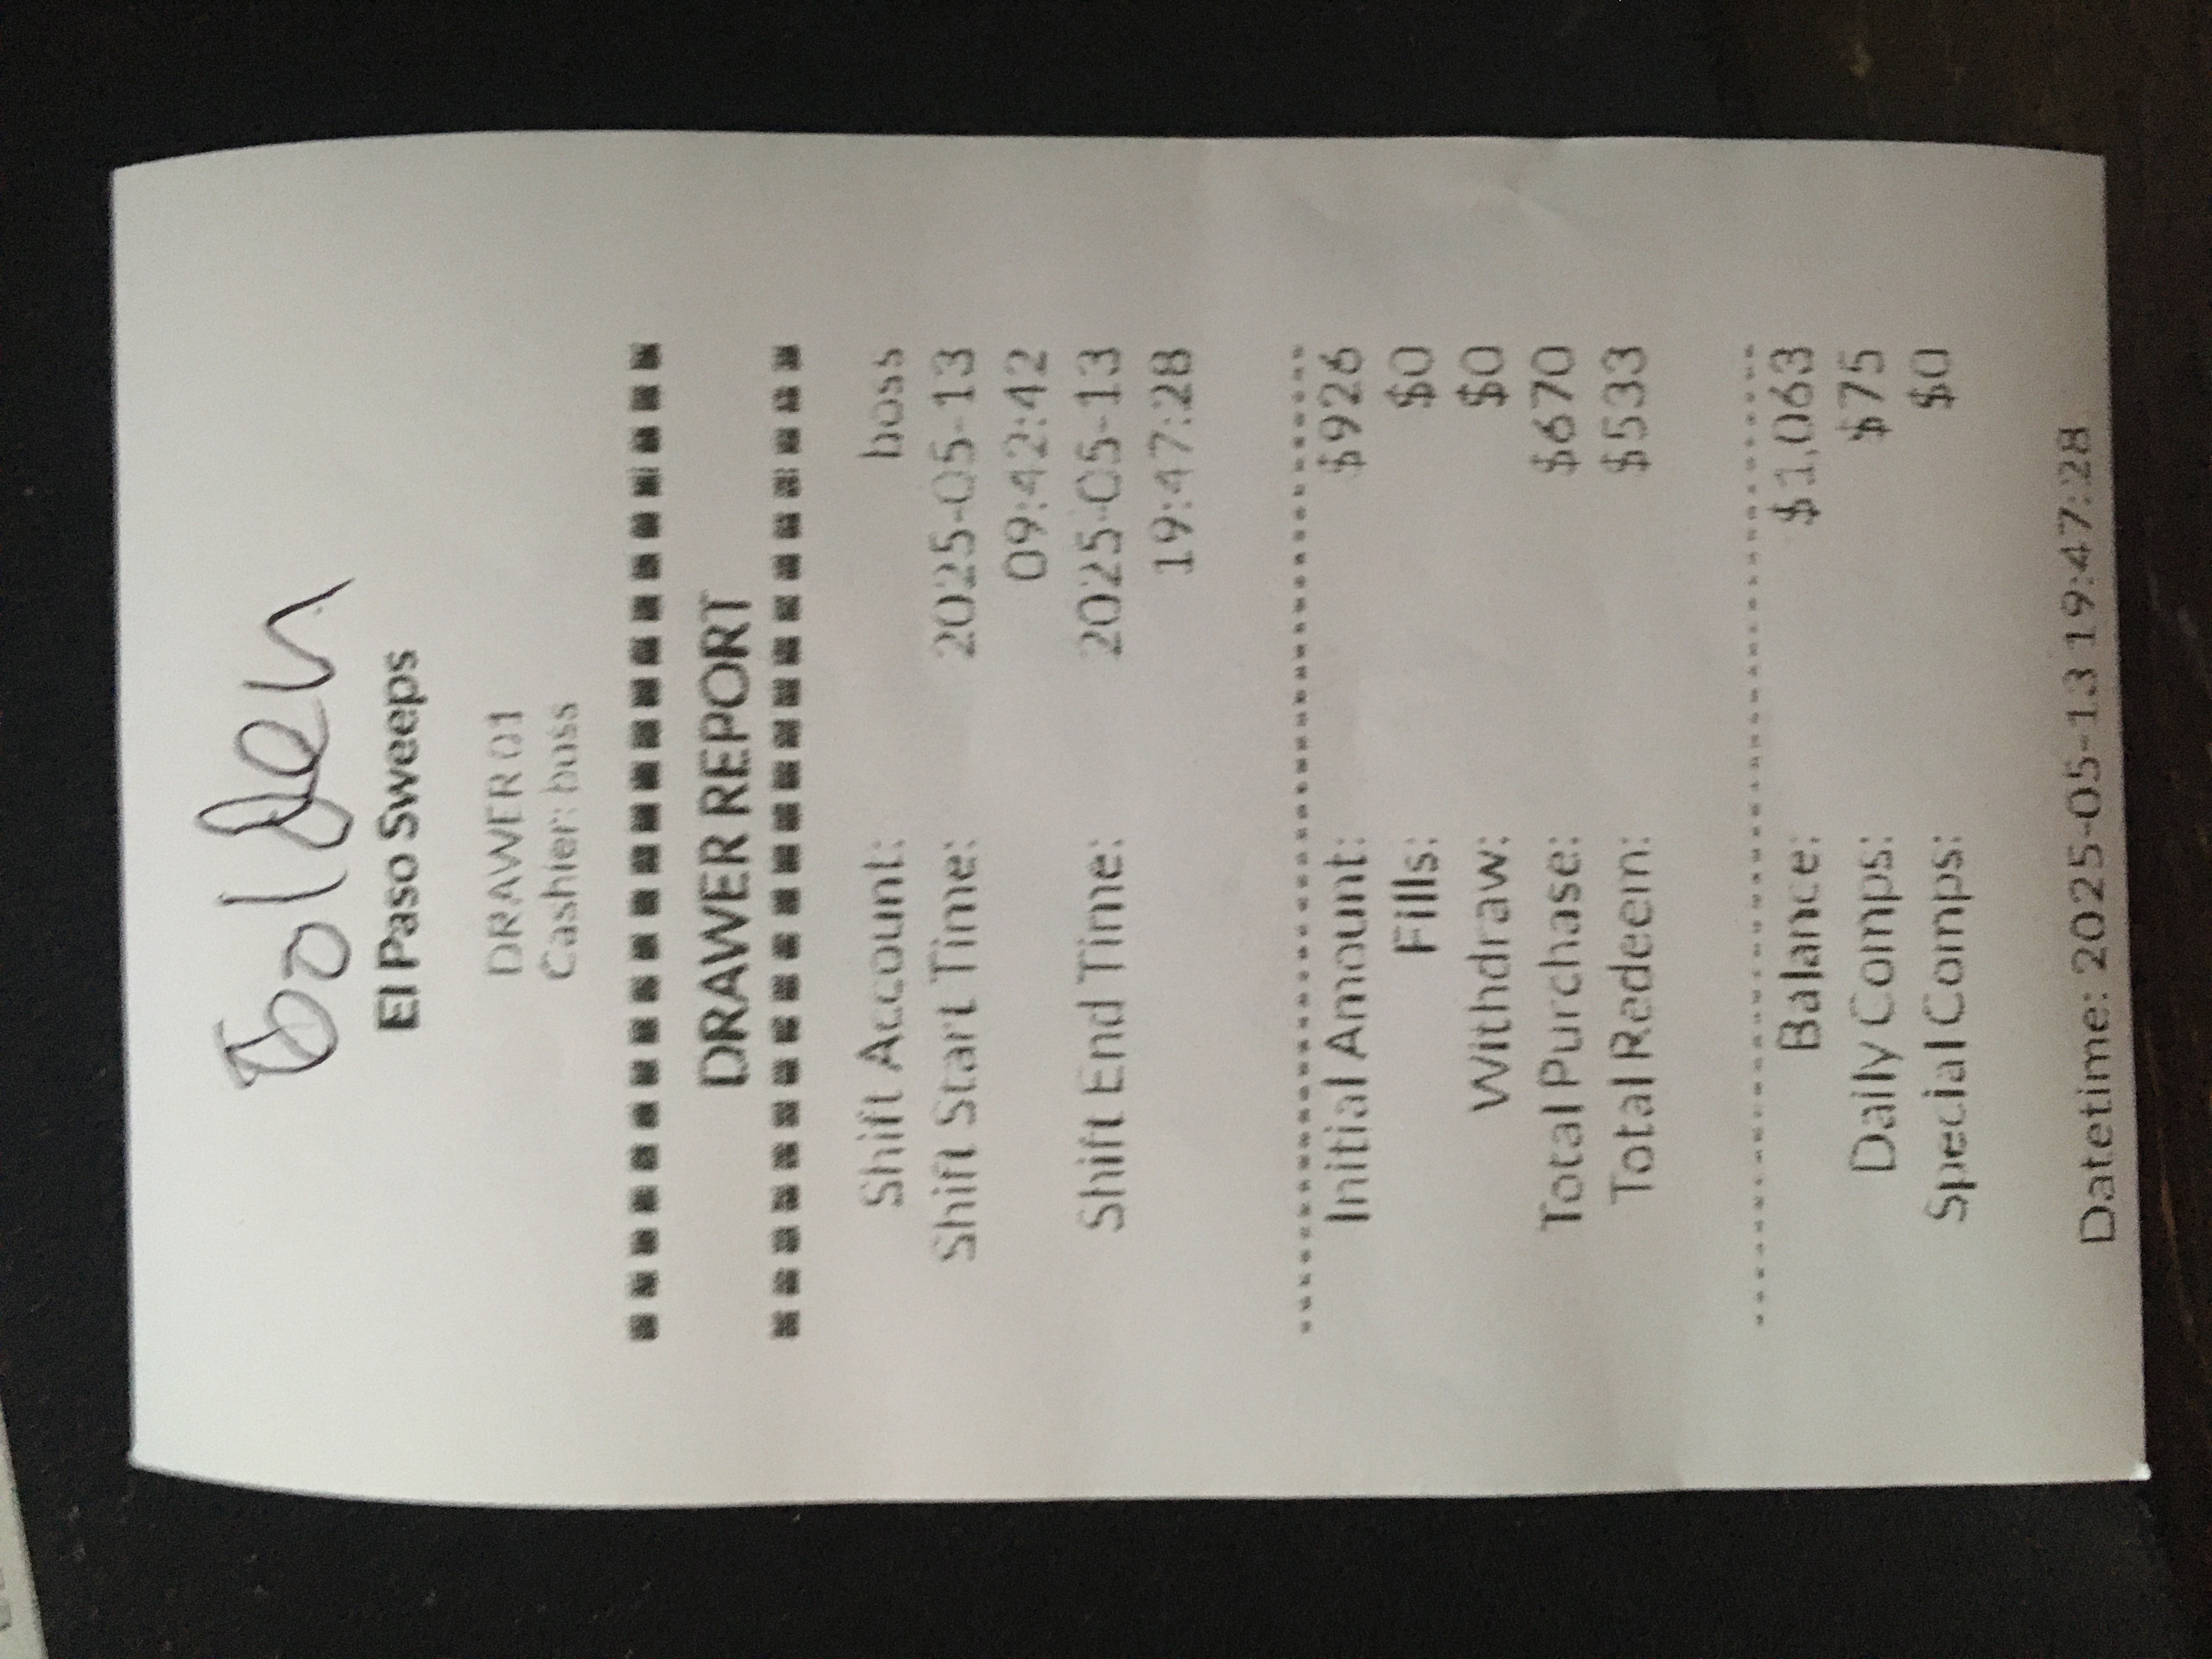 El Paso Sweeps
DRAWER 01
Cashier: boss
DRAWER REPORT
Shift Account: boss
Shift Start Time: 2025-05-13
09:42:42
Shift End Time: 2025-05-13
19:47:28
Initial Amount: $926
Fills: $0
Withdraw: $0
Total Purchase: $670
Total Redeem: $533
Balance: $1,063
Daily Comps: $75
Special Comps: $0
Datetime: 2025-05-13 19:47:28